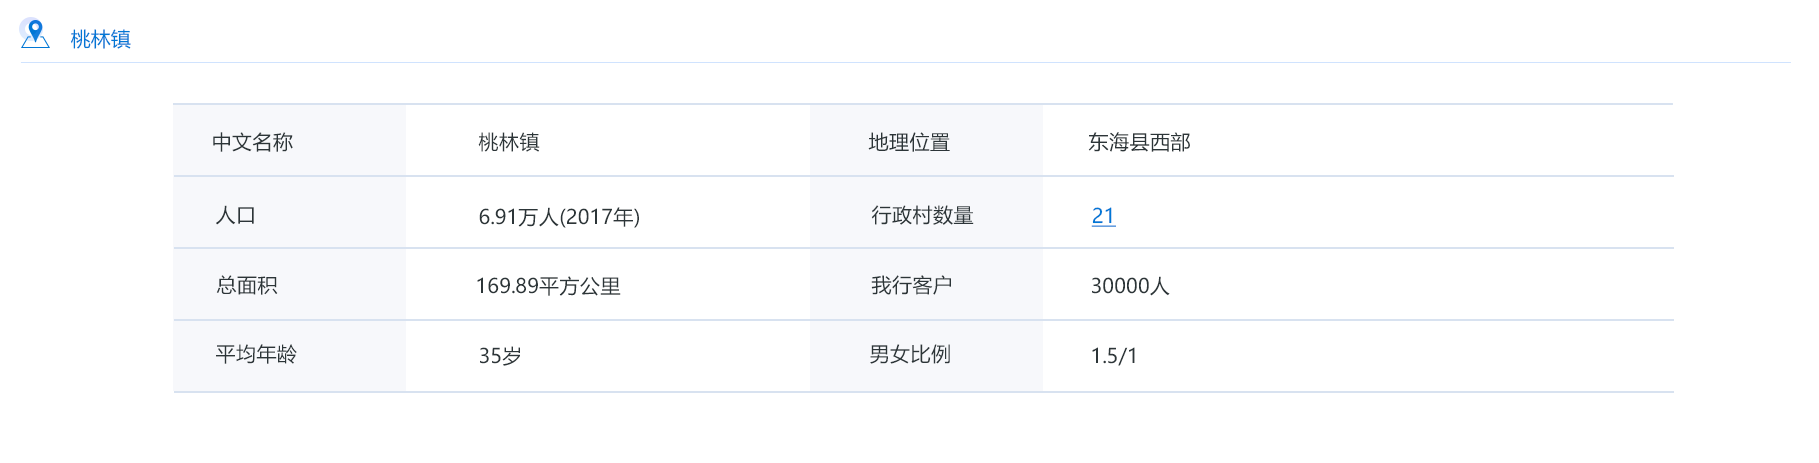 桃林镇
中文名称 桃林镇 地理位置 东海县西部
人口 6.91万人(2017年) 行政村数量 21
总面积 169.89平方公里 我行客户 30000人
平均年龄 35岁 男女比例 1.5/1